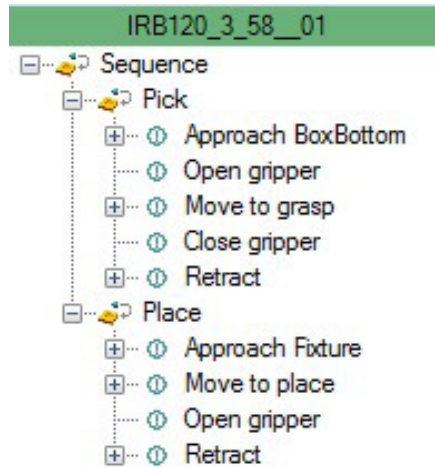 IRB120_3_58__01
Sequence
Pick
Approach BoxBottom
Open gripper
Move to grasp
Close gripper
Retract
Place
Approach Fixture
Move to place
Open gripper
Retract